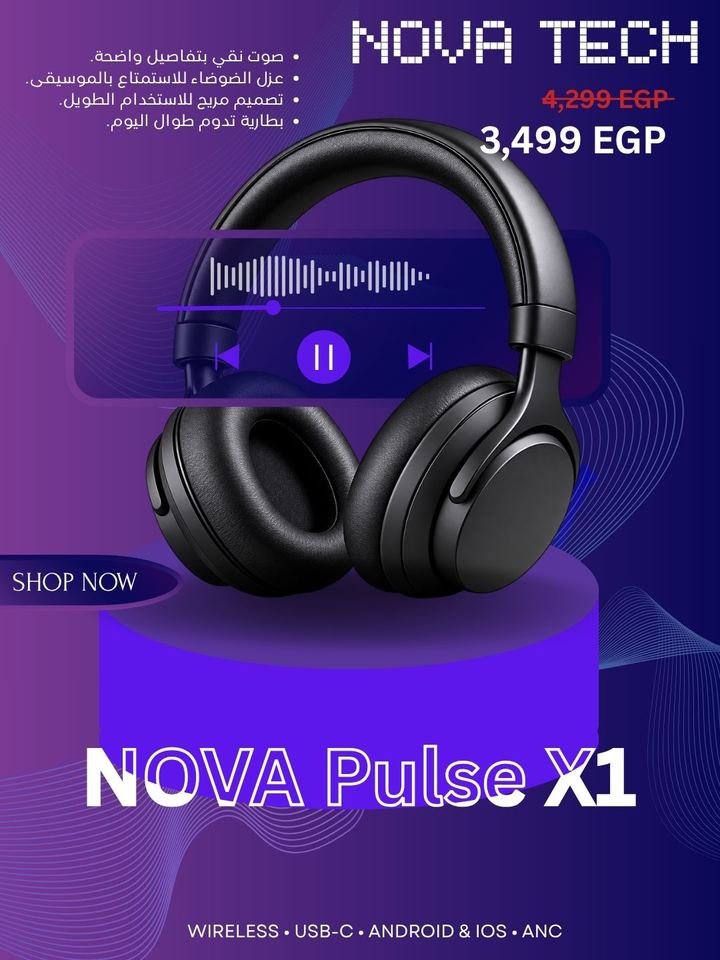 NOVA TECH
• صوت نقي بتفاصيل واضحة.
• عزل الضوضاء للاستمتاع بالموسيقى.
• تصميم مريح للاستخدام الطويل.
• بطارية تدوم طوال اليوم.
4,299 EGP
3,499 EGP
SHOP NOW
NOVA Pulse X1
WIRELESS • USB-C • ANDROID & IOS • ANC